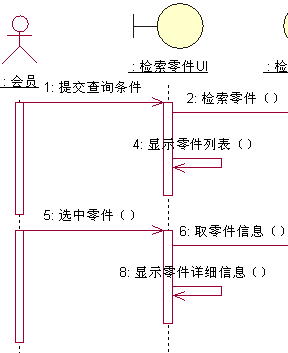 : 会员
: 检索零件UI
: 检
1: 提交查询条件
2: 检索零件（）
4: 显示零件列表（）
5: 选中零件（）
6: 取零件信息（）
8: 显示零件详细信息（）